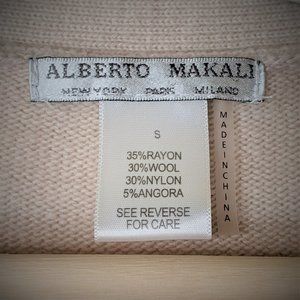 ALBERTO MAKALI
NEW YORK PARIS MILANO
S
35%RAYON
30%WOOL
30%NYLON
5%ANGORA
SEE REVERSE
FOR CARE
MADE IN CHINA